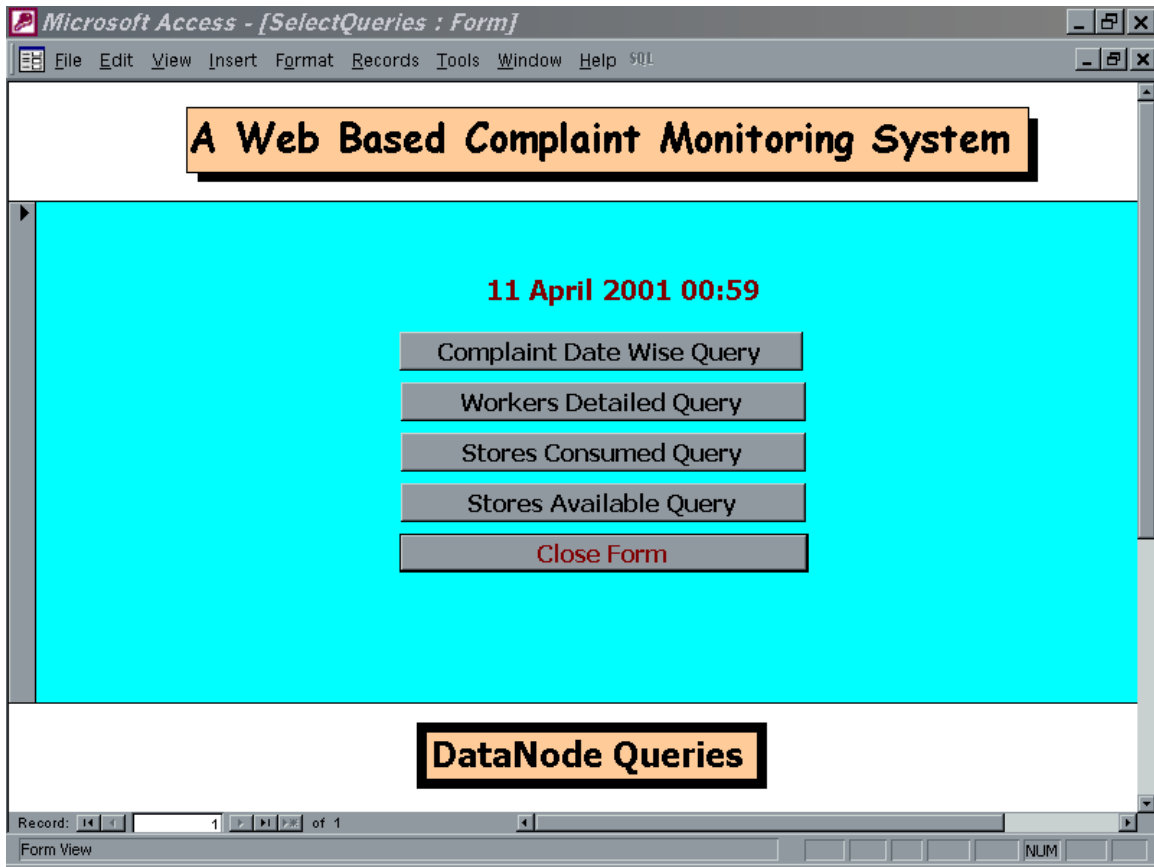 Microsoft Access - [SelectQueries : Form]
File Edit View Insert Format Records Tools Window Help SQL
A Web Based Complaint Monitoring System
11 April 2001 00:59
Complaint Date Wise Query
Workers Detailed Query
Stores Consumed Query
Stores Available Query
Close Form
DataNode Queries
Record: 1 of 1
Form View NUM